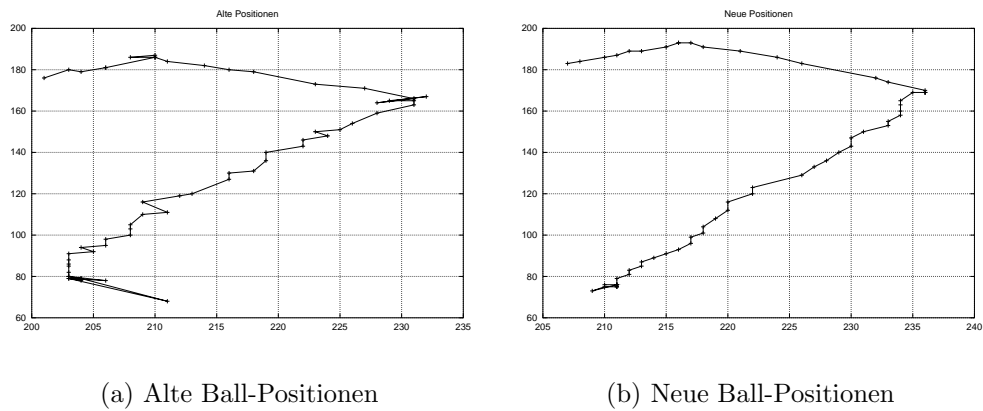 Alte Positionen
200
180
160
140
120
100
80
60
200 205 210 215 220 225 230 235
(a) Alte Ball-Positionen
Neue Positionen
200
180
160
140
120
100
80
60
205 210 215 220 225 230 235 240
(b) Neue Ball-Positionen